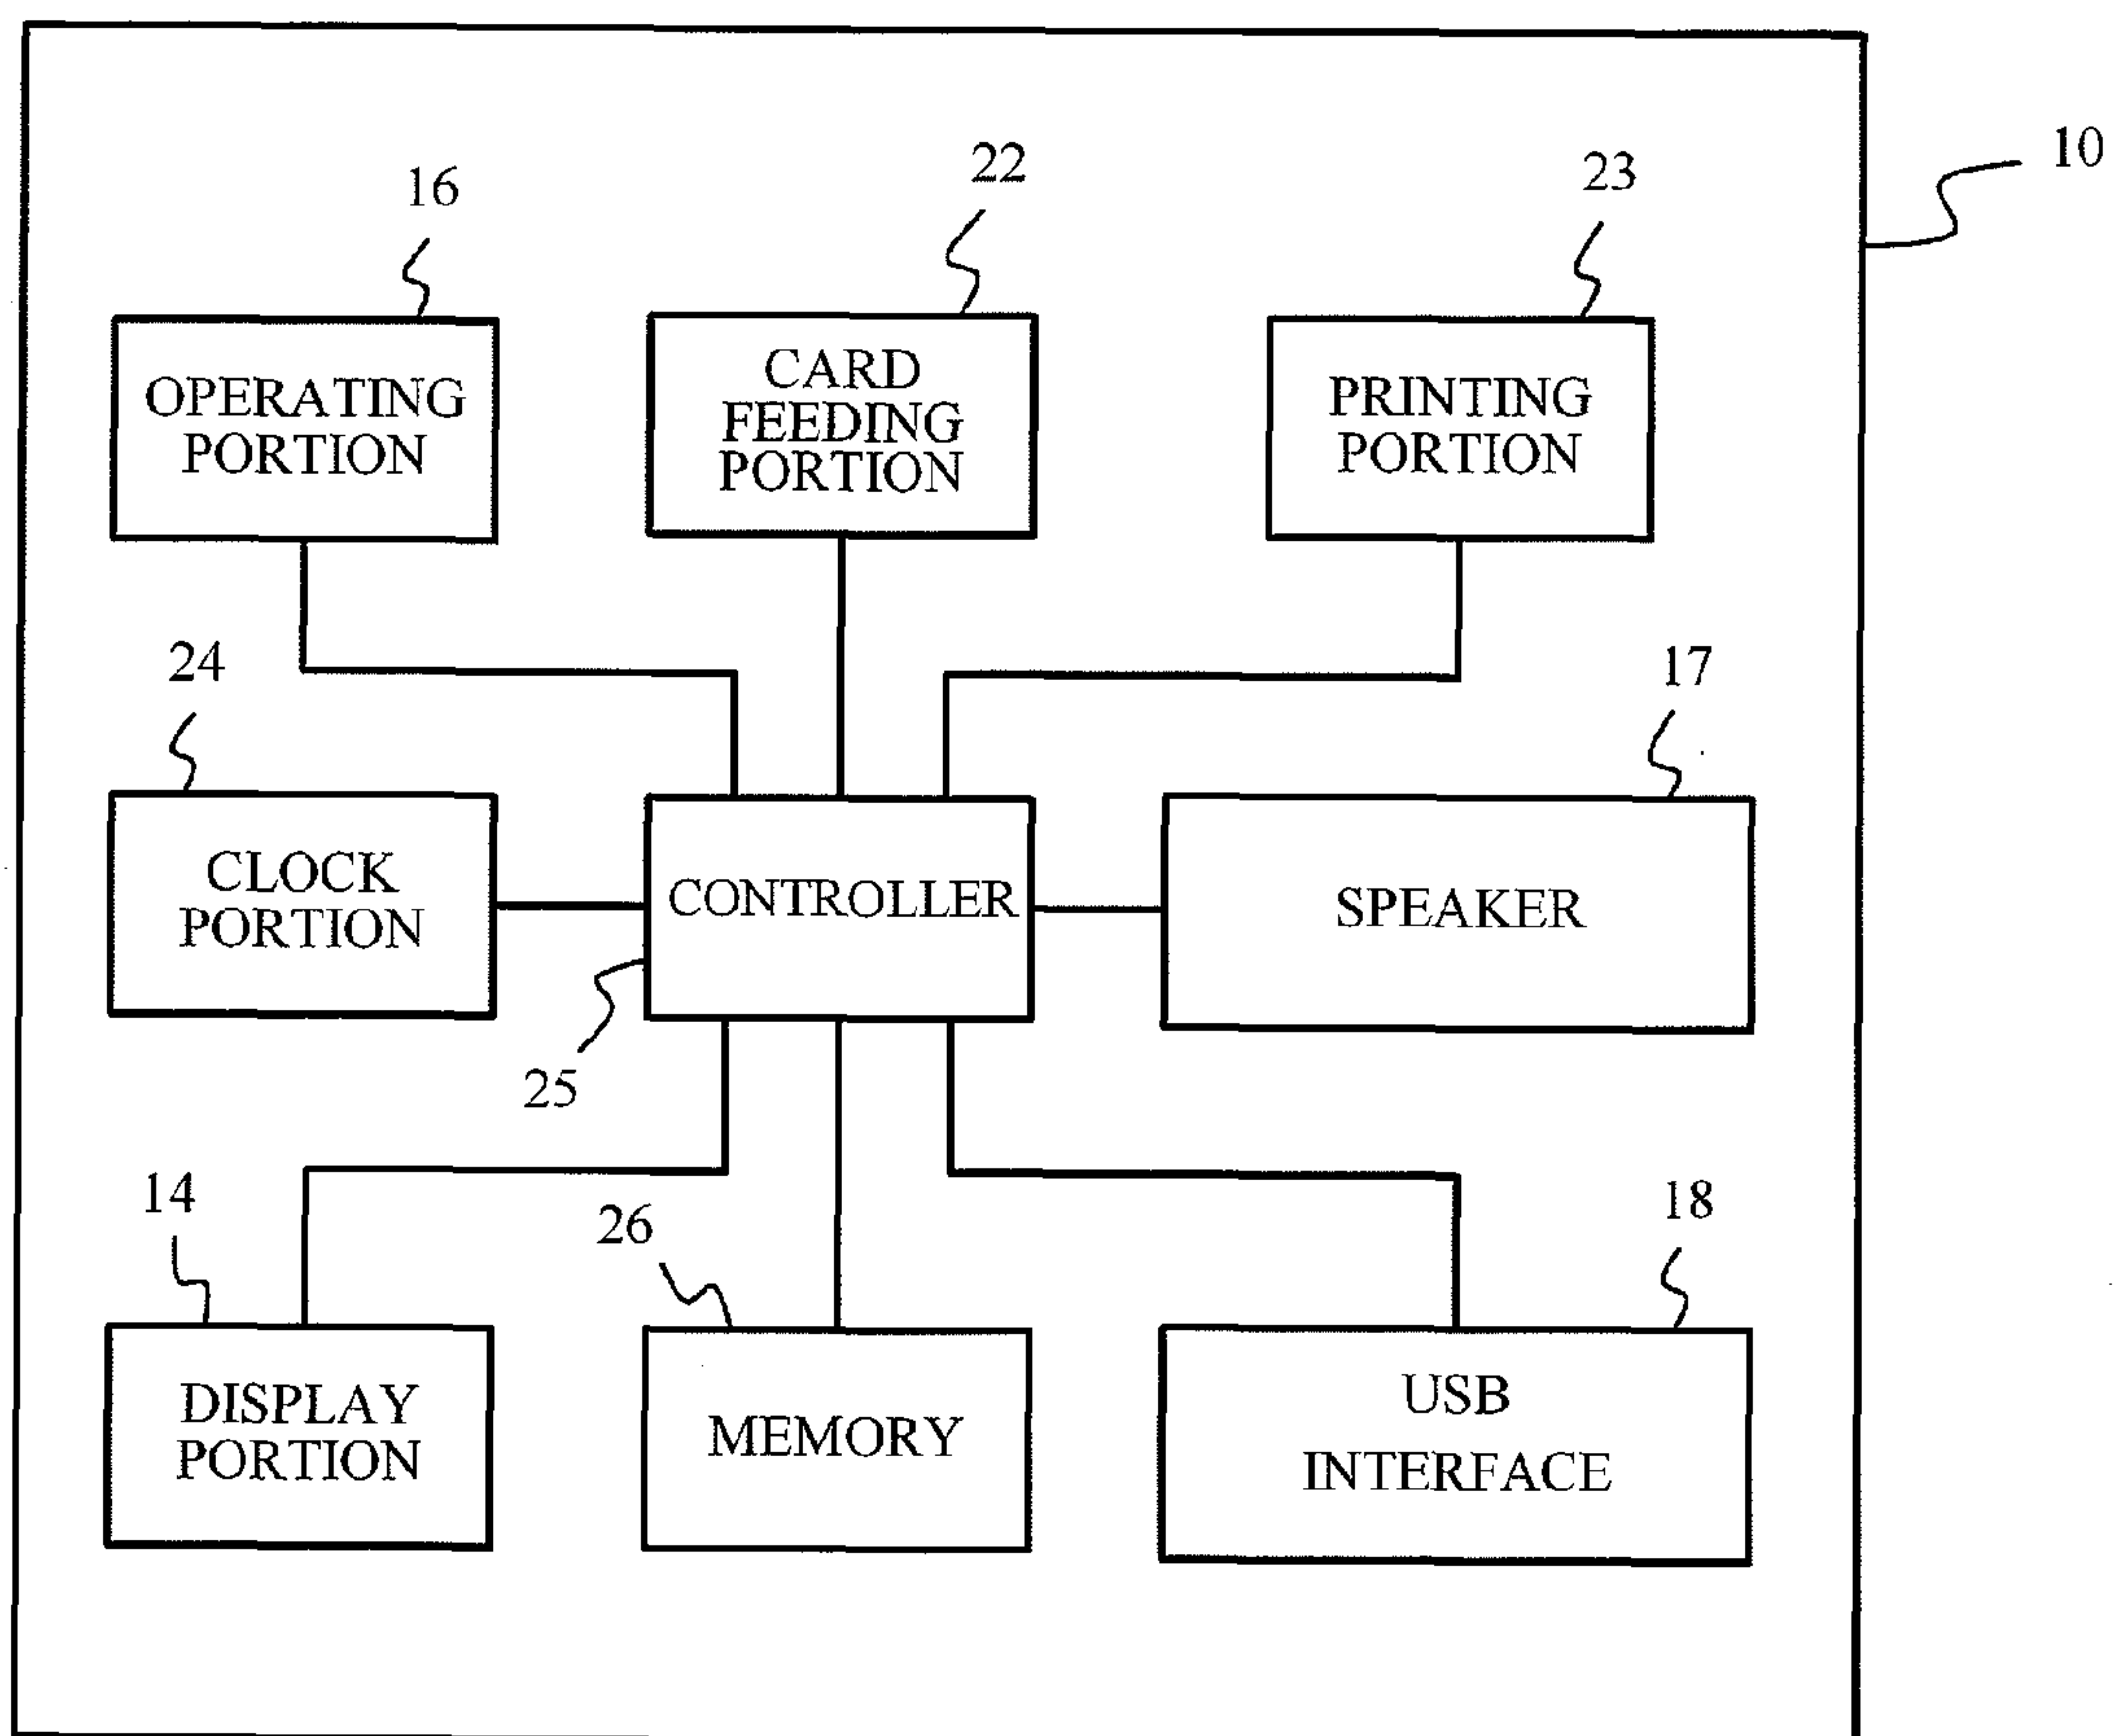 10
16
22
23
OPERATING
PORTION
CARD
FEEDING
PORTION
PRINTING
PORTION
24
17
CLOCK
PORTION
CONTROLLER
SPEAKER
25
14
26
18
DISPLAY
PORTION
MEMORY
USB
INTERFACE